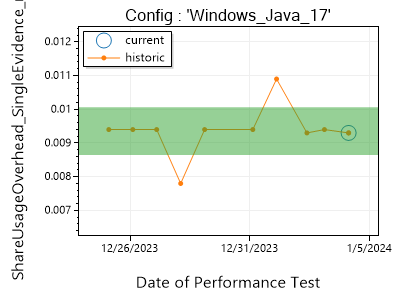 Config : 'Windows_Java_17'
ShareUsageOverhead_SingleEvidence_
current
historic
0.012
0.011
0.01
0.009
0.008
0.007
12/26/2023
12/31/2023
1/5/2024
Date of Performance Test